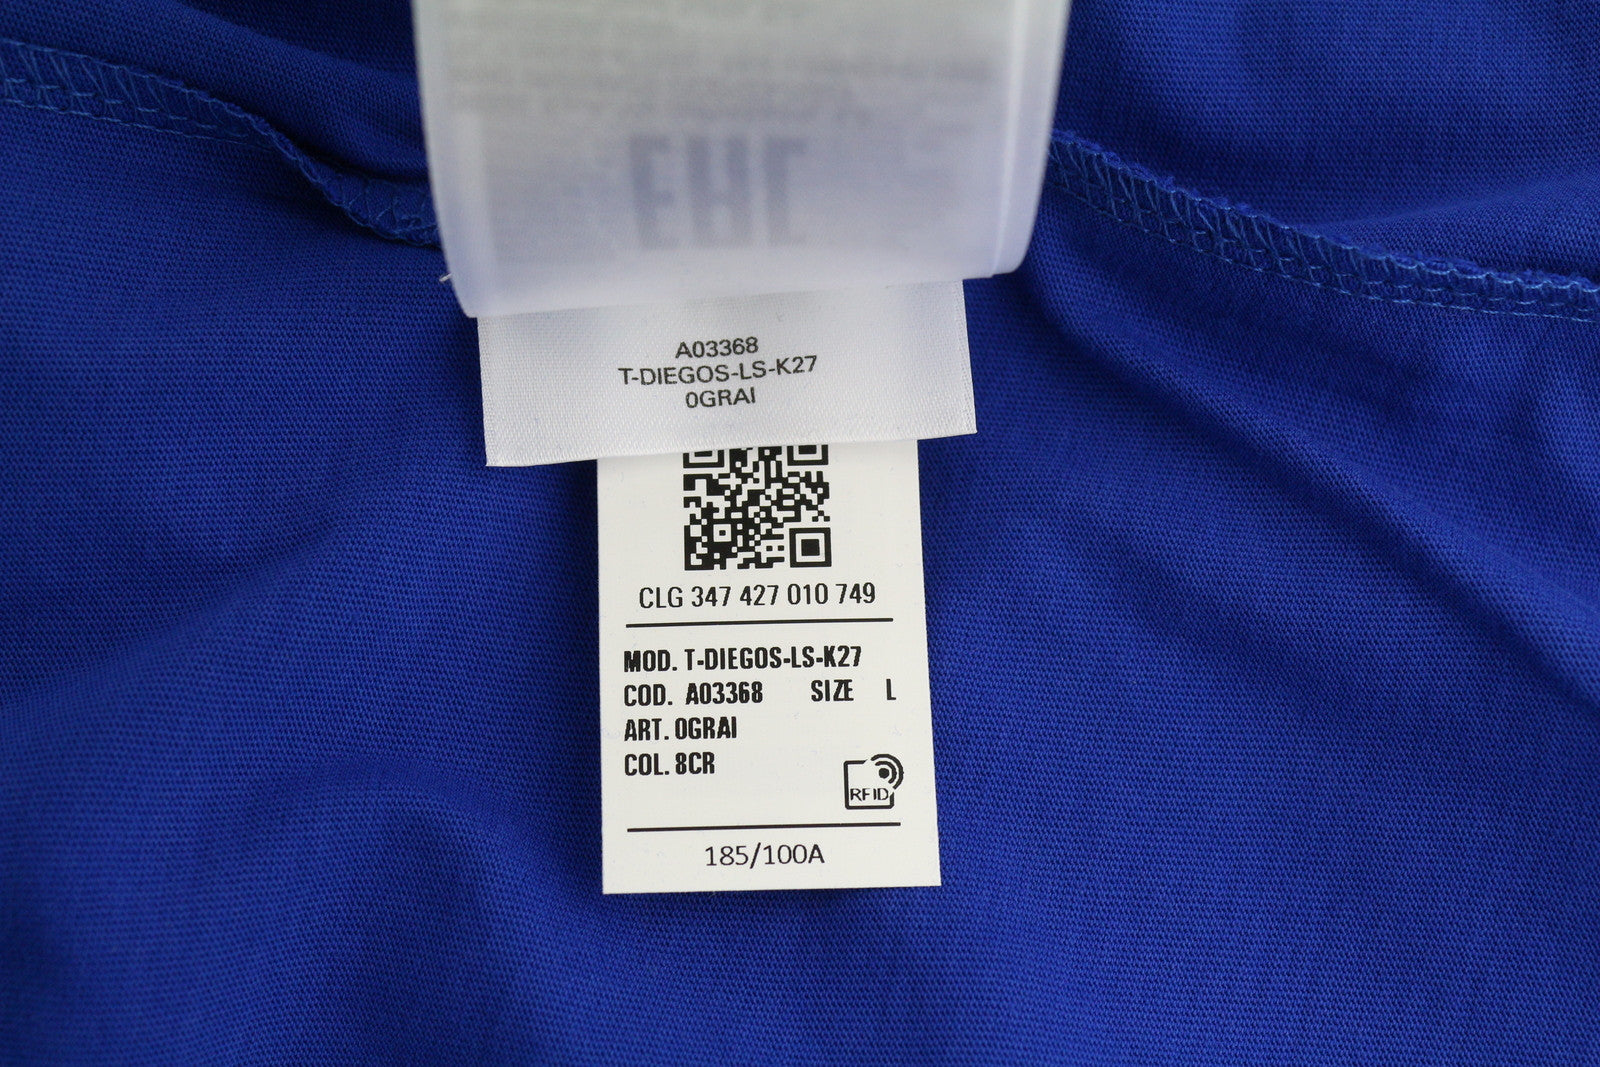 EAC
A03368
T-DIEGOS-LS-K27
0GRAI
CLG 347 427 010 749
MOD. T-DIEGOS-LS-K27
COD. A03368 SIZE L
ART. 0GRAI
COL. 8CR
RFID
185/100A